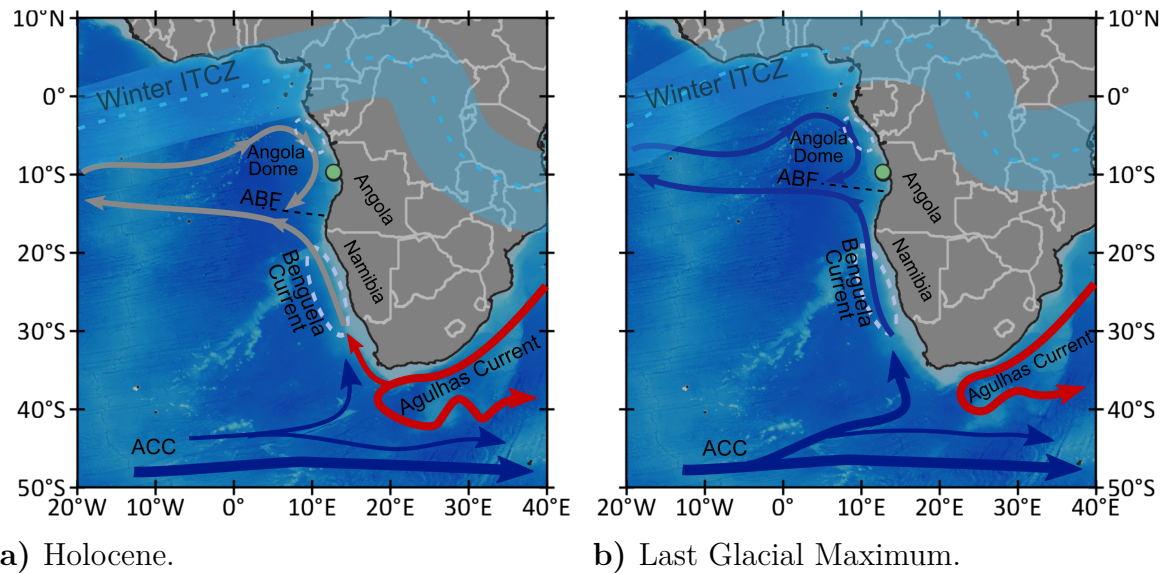 10°N
0°
10°S
20°S
30°S
40°S
50°S
20°W
10°W
0°
10°E
20°E
30°E
40°E
Winter ITCZ
Angola
Dome
ABF
Angola
Namibia
Benguela
Current
Agulhas Current
ACC
a) Holocene.
10°N
0°
10°S
20°S
30°S
40°S
50°S
20°W
10°W
0°
10°E
20°E
30°E
40°E
Winter ITCZ
Angola
Dome
ABF
Angola
Namibia
Benguela
Current
Agulhas Current
ACC
b) Last Glacial Maximum.